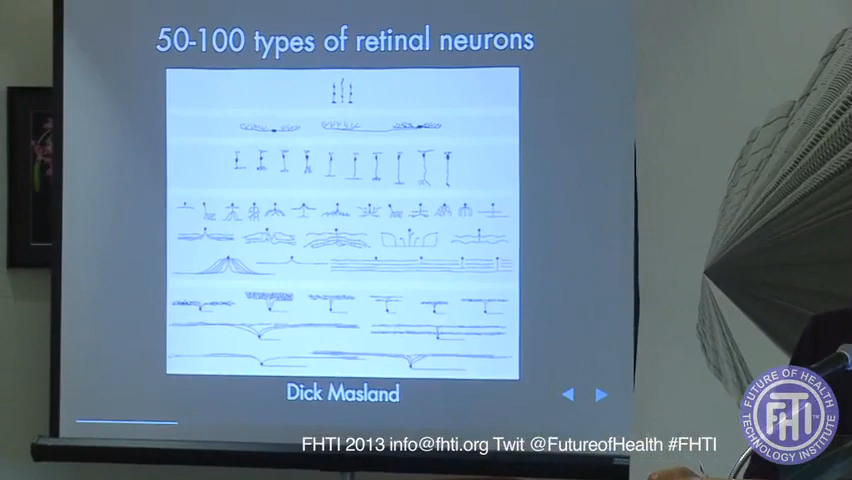 50-100 types of retinal neurons
Dick Masland
FHTI 2013 info@fhti.org Twit @FutureofHealth #FHTI
FUTURE OF HEALTH
FHTI
TM
TECHNOLOGY INSTITUTE